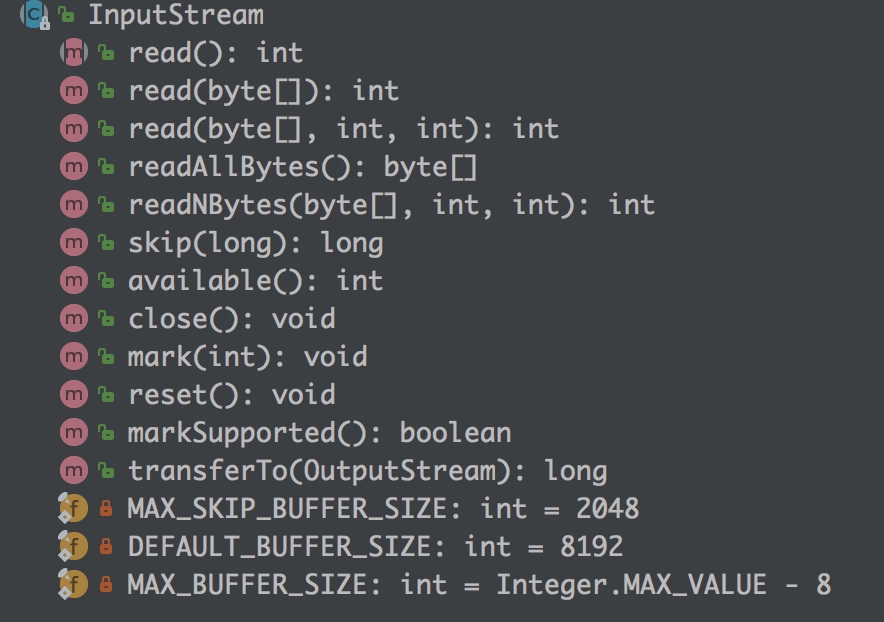 InputStream
read(): int
read(byte[]): int
read(byte[], int, int): int
readAllBytes(): byte[]
readNBytes(byte[], int, int): int
skip(long): long
available(): int
close(): void
mark(int): void
reset(): void
markSupported(): boolean
transferTo(OutputStream): long
MAX_SKIP_BUFFER_SIZE: int = 2048
DEFAULT_BUFFER_SIZE: int = 8192
MAX_BUFFER_SIZE: int = Integer.MAX_VALUE - 8